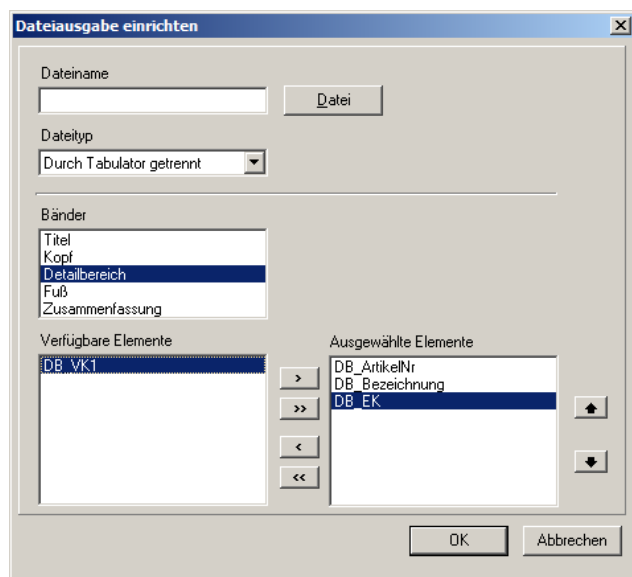 Dateiausgabe einrichten
Dateiname
Datei
Dateityp
Durch Tabulator getrennt
Bänder
Titel
Kopf
Detailbereich
Fuß
Zusammenfassung
Verfügbare Elemente
DB_VK1
>
>>
<
<<
Ausgewählte Elemente
DB_ArtikelNr
DB_Bezeichnung
DB_EK
OK
Abbrechen